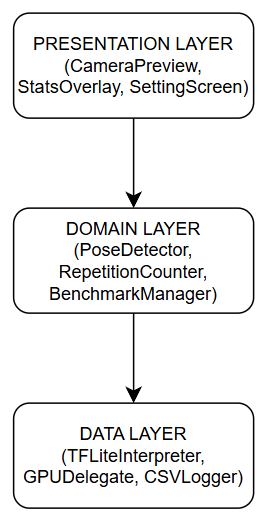 PRESENTATION LAYER
(CameraPreview,
StatsOverlay, SettingScreen)
DOMAIN LAYER
(PoseDetector,
RepetitionCounter,
BenchmarkManager)
DATA LAYER
(TFLiteInterpreter,
GPUDelegate, CSVLogger)